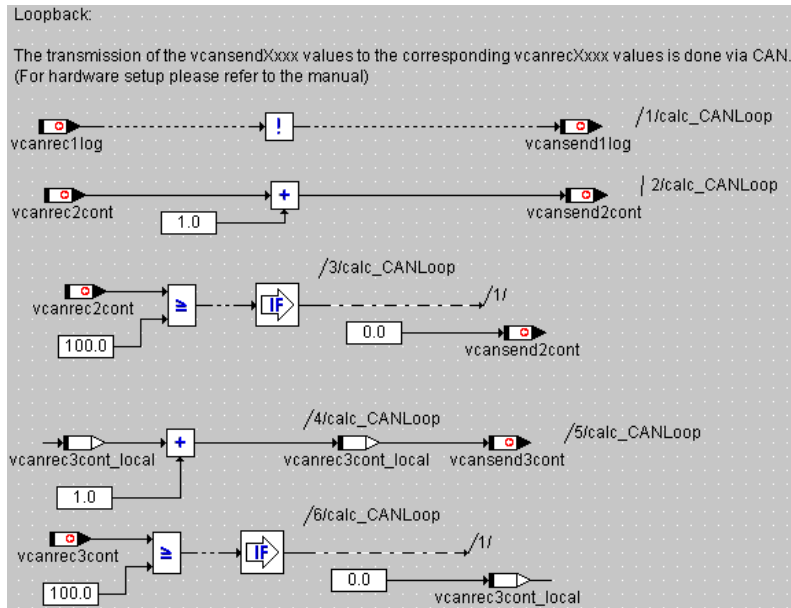 Loopback:
The transmission of the vcansendXxxx values to the corresponding vcanrecXxxx values is done via CAN.
(For hardware setup please refer to the manual)
/1/calc_CANLoop
!
vcanrec1log
vcansend1log
/2/calc_CANLoop
+
vcanrec2cont
vcansend2cont
1.0
/3/calc_CANLoop
/1/
≥
IF
vcanrec2cont
0.0
100.0
vcansend2cont
/4/calc_CANLoop
/5/calc_CANLoop
+
vcanrec3cont_local
vcanrec3cont_local
vcansend3cont
1.0
/6/calc_CANLoop
/1/
≥
IF
vcanrec3cont
0.0
100.0
vcanrec3cont_local